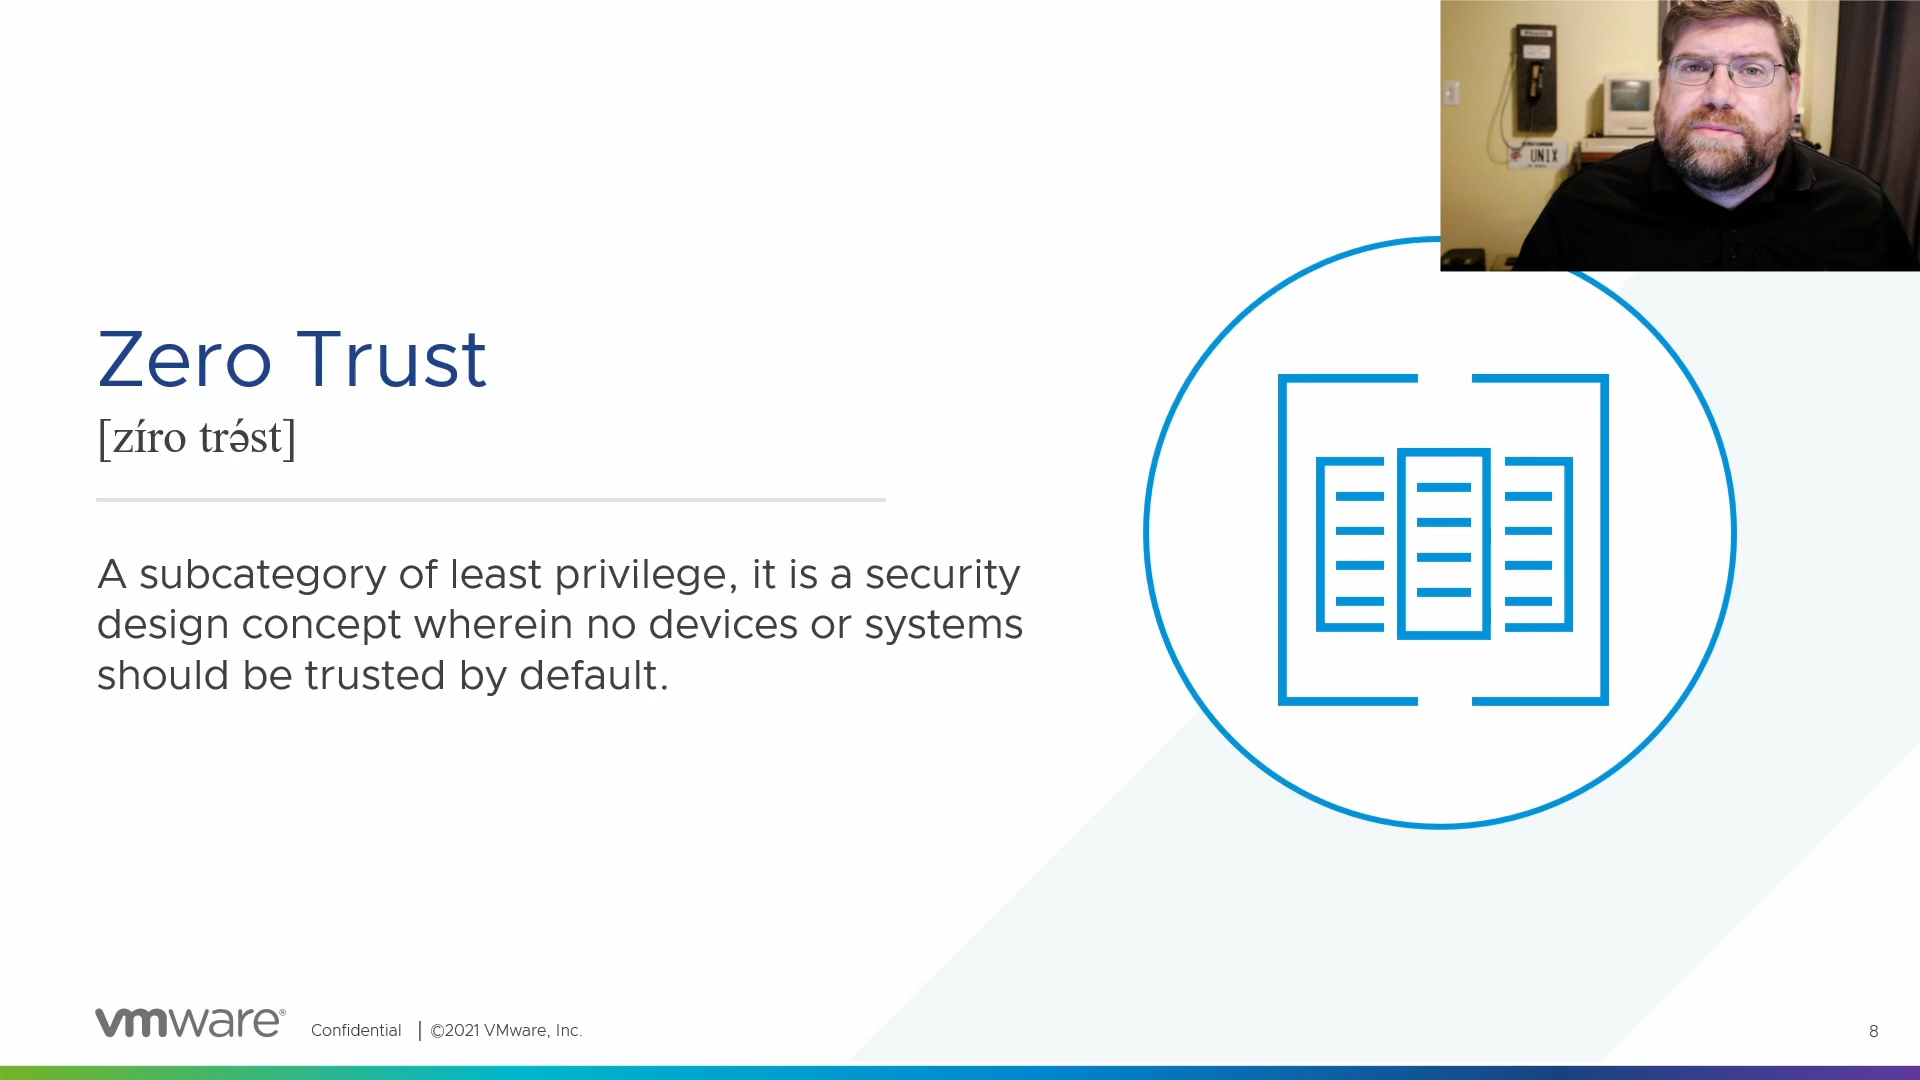 UNIX
Zero Trust
[zíro trə́st]
A subcategory of least privilege, it is a security
design concept wherein no devices or systems
should be trusted by default.
vmware®
Confidential | ©2021 VMware, Inc.
8